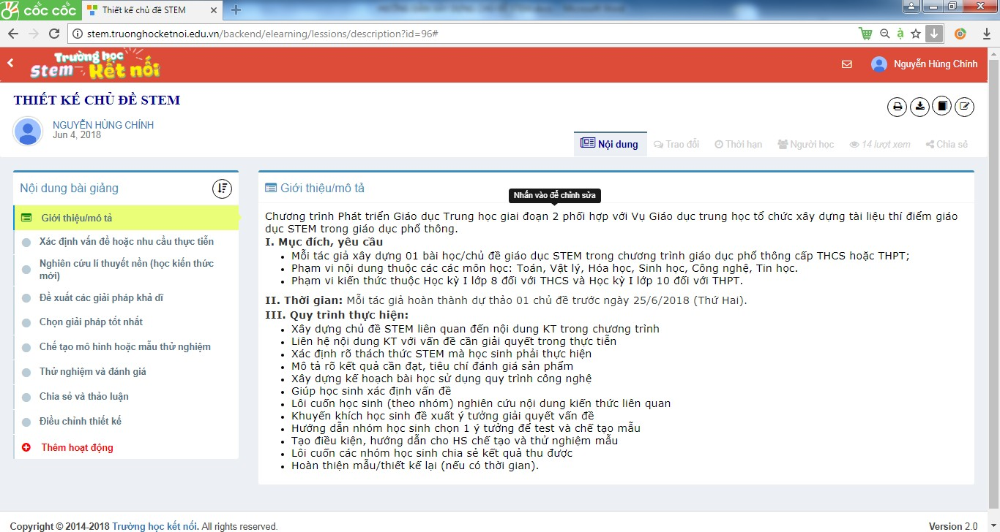 cốc cốc
Thiết kế chủ đề STEM
stem.truonghocketnoi.edu.vn/backend/elearning/lessions/description?id=96#
Trường học
Stem Kết nối
Nguyễn Hùng Chính
THIẾT KẾ CHỦ ĐỀ STEM
NGUYỄN HÙNG CHÍNH
Jun 4, 2018
Nội dung Trao đổi Thời hạn Người học 14 lượt xem Chia sẻ
Nội dung bài giảng
Giới thiệu/mô tả
Xác định vấn đề hoặc nhu cầu thực tiễn
Nghiên cứu lí thuyết nền (học kiến thức
mới)
Đề xuất các giải pháp khả dĩ
Chọn giải pháp tốt nhất
Chế tạo mô hình hoặc mẫu thử nghiệm
Thử nghiệm và đánh giá
Chia sẻ và thảo luận
Điều chỉnh thiết kế
Thêm hoạt động
Giới thiệu/mô tả
Nhấn vào để chỉnh sửa
Chương trình Phát triển Giáo dục Trung học giai đoạn 2 phối hợp với Vụ Giáo dục trung học tổ chức xây dựng tài liệu thí điểm giáo
dục STEM trong giáo dục phổ thông.
I. Mục đích, yêu cầu
Mỗi tác giả xây dựng 01 bài học/chủ đề giáo dục STEM trong chương trình giáo dục phổ thông cấp THCS hoặc THPT;
Phạm vi nội dung thuộc các các môn học: Toán, Vật lý, Hóa học, Sinh học, Công nghệ, Tin học.
Phạm vi kiến thức thuộc Học kỳ I lớp 8 đối với THCS và Học kỳ I lớp 10 đối với THPT.
II. Thời gian: Mỗi tác giả hoàn thành dự thảo 01 chủ đề trước ngày 25/6/2018 (Thứ Hai).
III. Quy trình thực hiện:
Xây dựng chủ đề STEM liên quan đến nội dung KT trong chương trình
Liên hệ nội dung KT với vấn đề cần giải quyết trong thực tiễn
Xác định rõ thách thức STEM mà học sinh phải thực hiện
Mô tả rõ kết quả cần đạt, tiêu chí đánh giá sản phẩm
Xây dựng kế hoạch bài học sử dụng quy trình công nghệ
Giúp học sinh xác định vấn đề
Lôi cuốn học sinh (theo nhóm) nghiên cứu nội dung kiến thức liên quan
Khuyến khích học sinh đề xuất ý tưởng giải quyết vấn đề
Hướng dẫn nhóm học sinh chọn 1 ý tưởng để test và chế tạo mẫu
Tạo điều kiện, hướng dẫn cho HS chế tạo và thử nghiệm mẫu
Lôi cuốn các nhóm học sinh chia sẻ kết quả thu được
Hoàn thiện mẫu/thiết kế lại (nếu có thời gian).
Copyright © 2014-2018 Trường học kết nối. All rights reserved.
Version 2.0